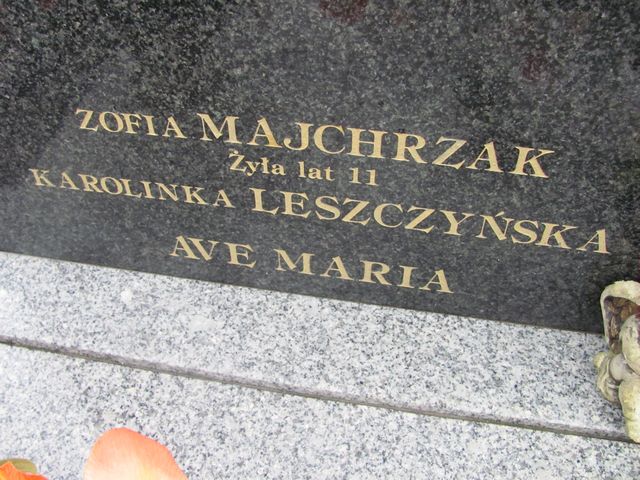 ZOFIA MAJCHRZAK
Żyła lat 11
KAROLINKA LESZCZYŃSKA
AVE MARIA